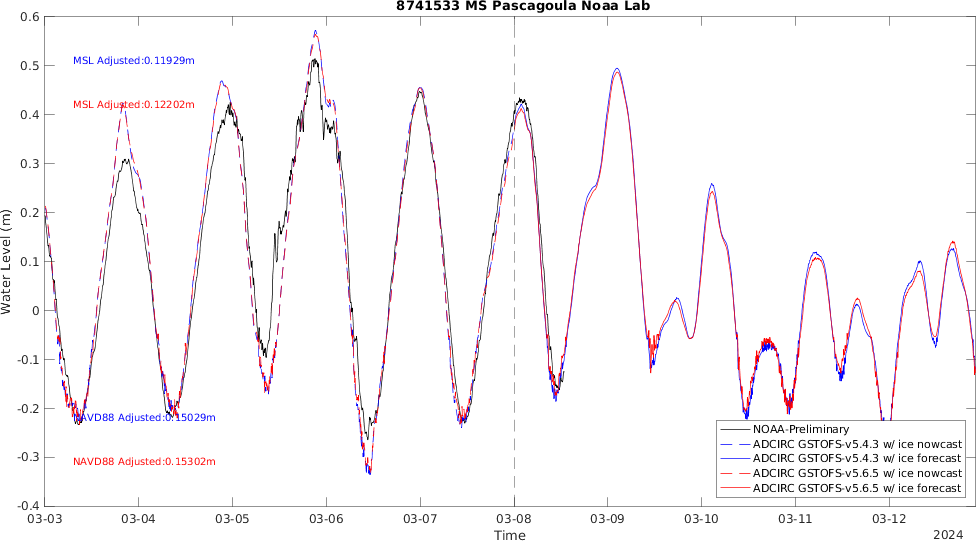 8741533 MS Pascagoula Noaa Lab
0.6
0.5
0.4
0.3
0.2
0.1
0
-0.1
-0.2
-0.3
-0.4
Water Level (m)
MSL Adjusted:0.11929m
MSL Adjusted:0.12202m
NAVD88 Adjusted:0.15029m
NAVD88 Adjusted:0.15302m
NOAA-Preliminary
ADCIRC GSTOFS-v5.4.3 w/ ice nowcast
ADCIRC GSTOFS-v5.4.3 w/ ice forecast
ADCIRC GSTOFS-v5.6.5 w/ ice nowcast
ADCIRC GSTOFS-v5.6.5 w/ ice forecast
03-03 03-04 03-05 03-06 03-07 03-08 03-09 03-10 03-11 03-12
Time
2024